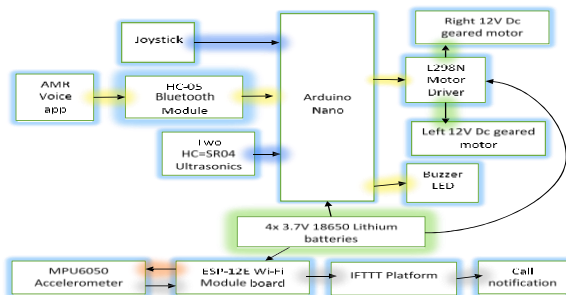 Right 12V Dc
geared motor
Joystick
L298N
Motor
Driver
AMR
Voice
app
HC-05
Bluetooth
Module
Arduino
Nano
Left 12V Dc geared
motor
Two
HC=SR04
Ultrasonics
Buzzer
LED
4x 3.7V 18650 Lithium
batteries
MPU6050
Accelerometer
ESP-12E Wi-Fi
Module board
IFTTT Platform
Call
notification